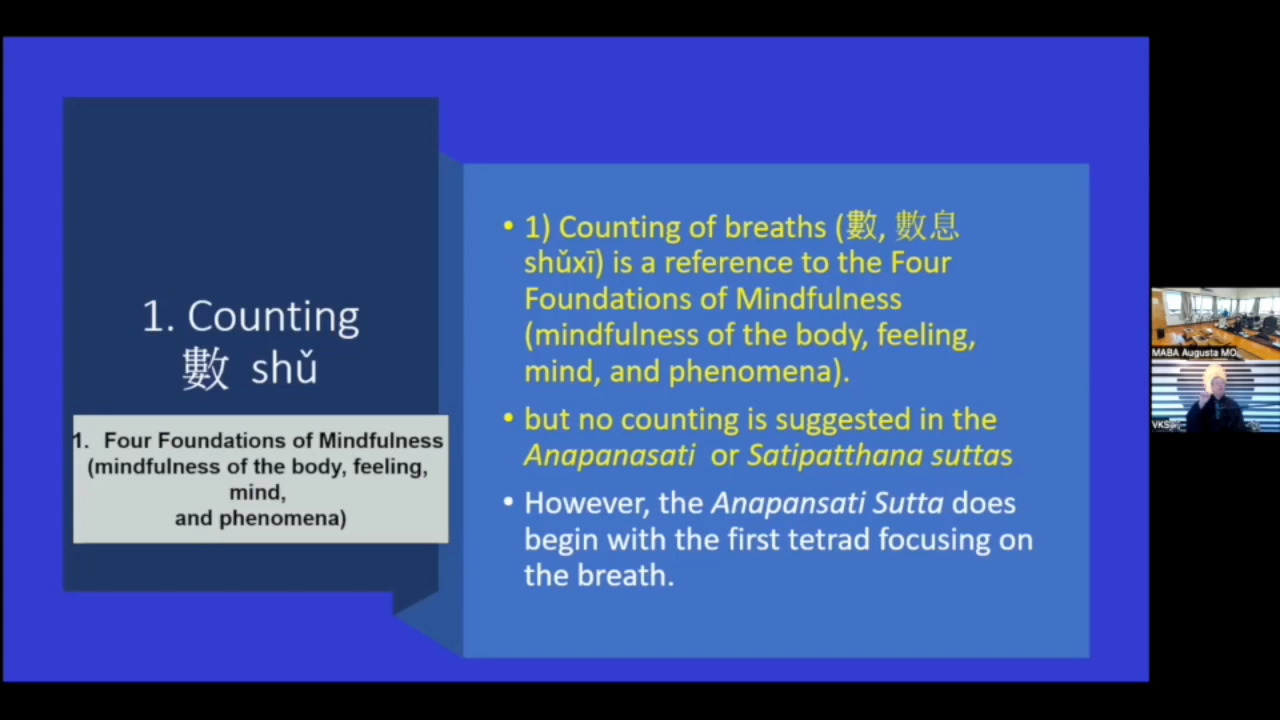 1. Counting
數 shǔ
1. Four Foundations of Mindfulness
(mindfulness of the body, feeling,
mind,
and phenomena)
• 1) Counting of breaths (數, 數息
shǔxī) is a reference to the Four
Foundations of Mindfulness
(mindfulness of the body, feeling,
mind, and phenomena).
• but no counting is suggested in the
Anapanasati or Satipatthana suttas
• However, the Anapansati Sutta does
begin with the first tetrad focusing on
the breath.
MABA Augusta MO
VKS